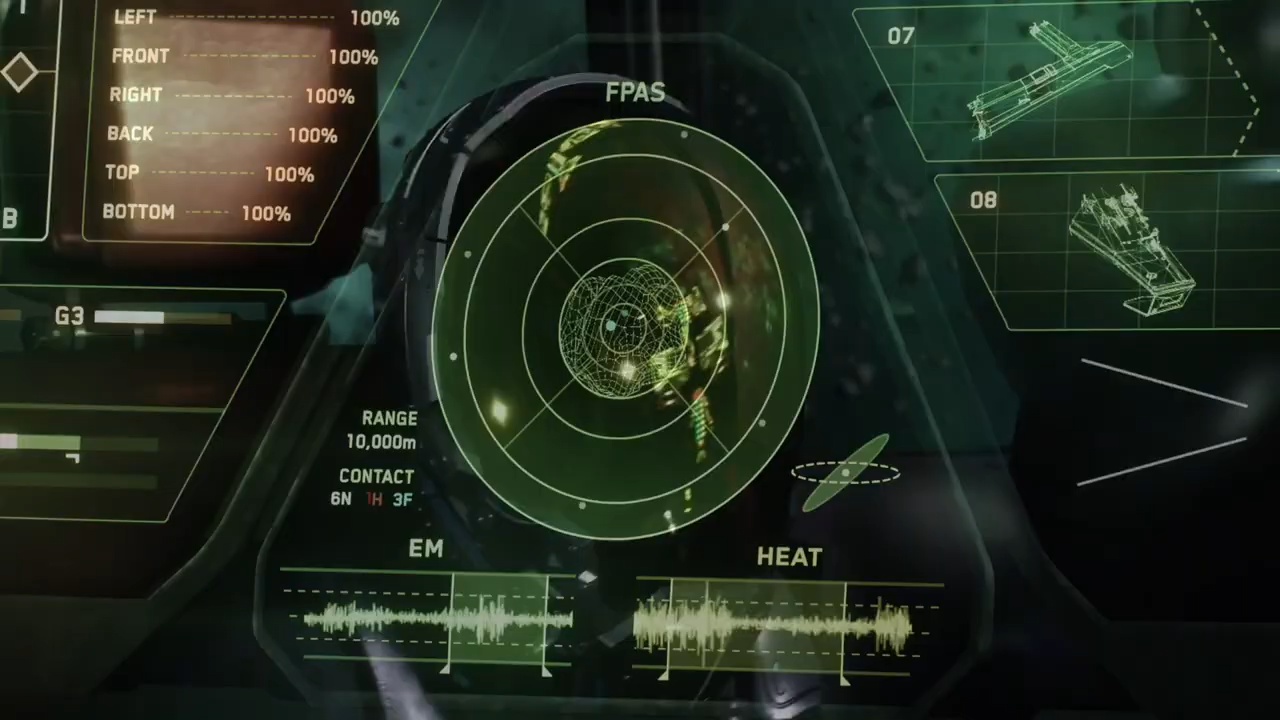 LEFT 100%
FRONT 100%
RIGHT 100%
BACK 100%
TOP 100%
BOTTOM 100%
B
G3
FPAS
RANGE
10,000m
CONTACT
6N 1H 3F
EM
HEAT
07
08